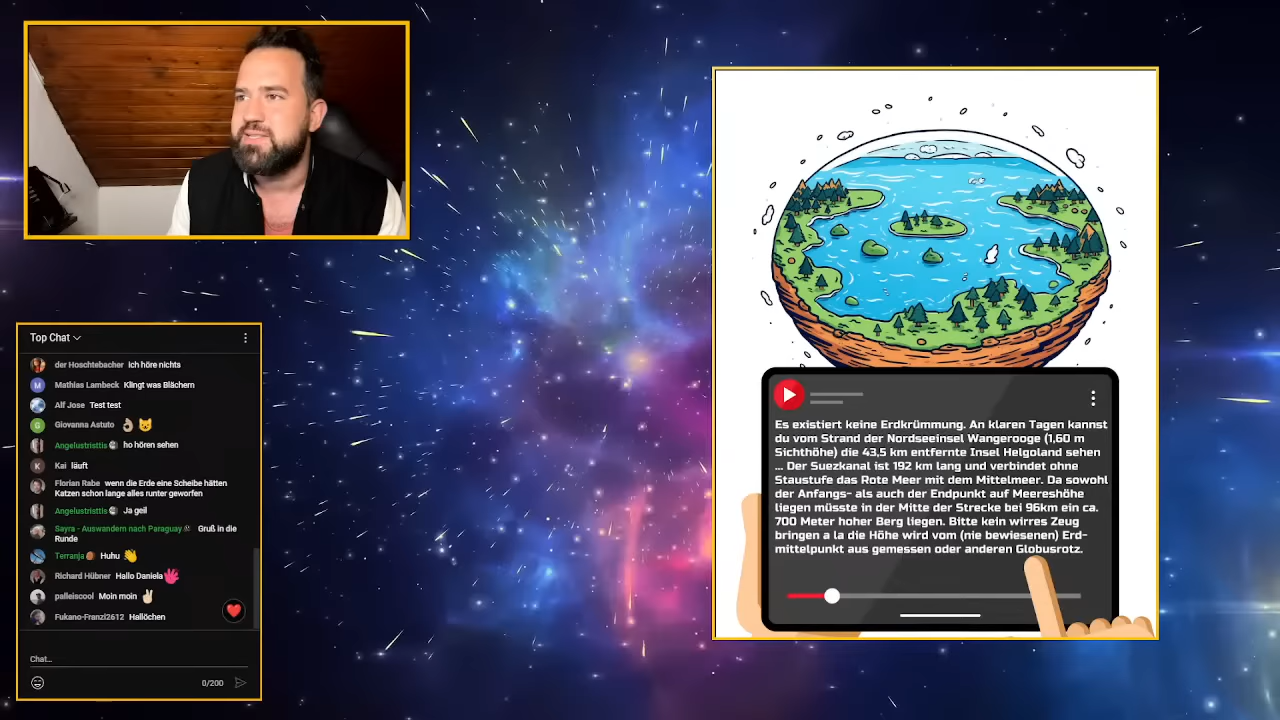 Top Chat
der Hoschtebacher Ich höre nichts
Mathias Lambeck Klingt was Blächern
Alf Jose Test test
Giovanna Astuto 👌🏼 😺
Angelustristtis ho hören sehen
Kai läuft
Florian Rabe wenn die Erde eine Scheibe hätten
Katzen schon lange alles runter geworfen
Angelustristtis Ja geil
Sayra - Auswandern nach Paraguay Gruß in die
Runde
Terranja Huhu 👋
Richard Hübner Hallo Daniela
palleiscool Moin moin ✌🏻
Fukano-Franzl2612 Hallöchen
Chat...
0/200
Es existiert keine Erdkrümmung. An klaren Tagen kannst
du vom Strand der Nordseeinsel Wangerooge (1,60 m
Sichthöhe) die 43,5 km entfernte Insel Helgoland sehen
... Der Suezkanal ist 192 km lang und verbindet ohne
Staustufe das Rote Meer mit dem Mittelmeer. Da sowohl
der Anfangs- als auch der Endpunkt auf Meereshöhe
liegen müsste in der Mitte der Strecke bei 96km ein ca.
700 Meter hoher Berg liegen. Bitte kein wirres Zeug
bringen a la die Höhe wird vom (nie bewiesenen) Erd-
mittelpunkt aus gemessen oder anderen Globusrotz.